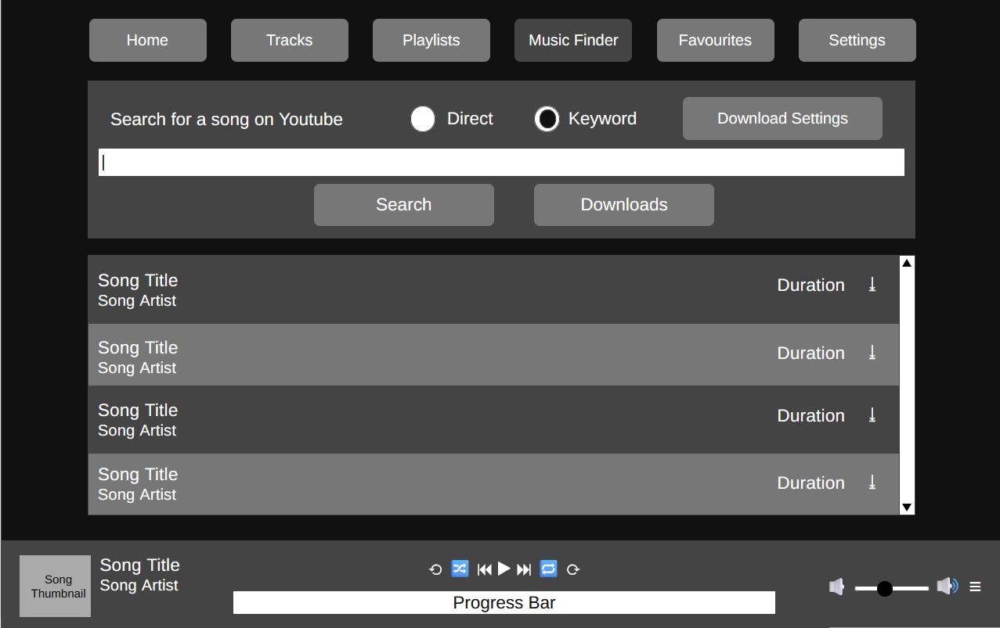 Home Tracks Playlists Music Finder Favourites Settings
Search for a song on Youtube Direct Keyword Download Settings
Search Downloads
Song Title
Song Artist
Duration
Song Title
Song Artist
Duration
Song Title
Song Artist
Duration
Song Title
Song Artist
Duration
Song
Thumbnail
Song Title
Song Artist
Progress Bar